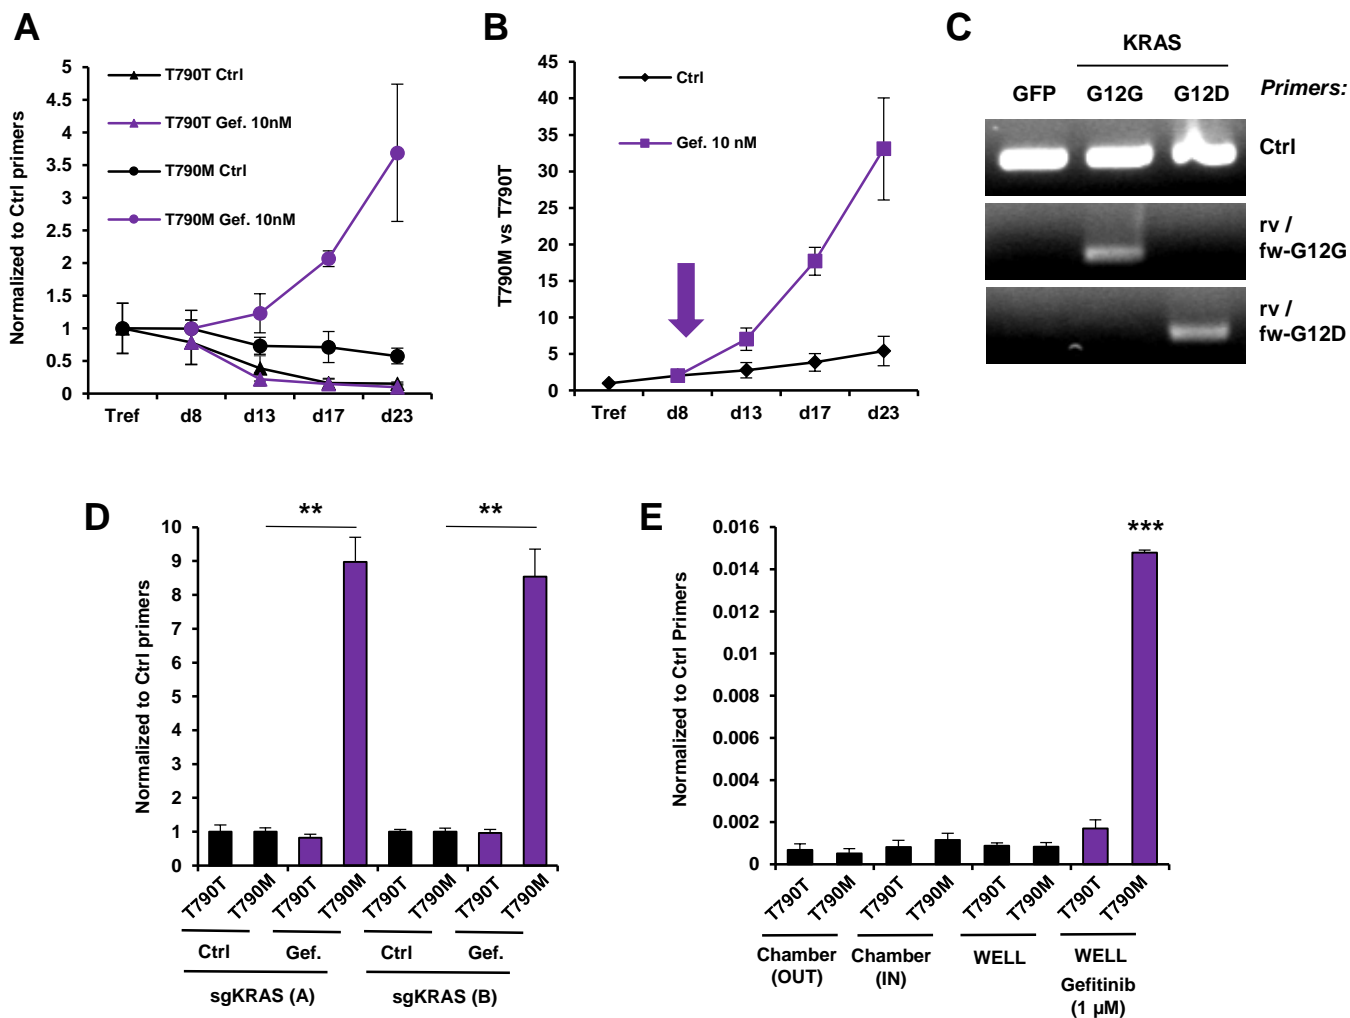 A
Normalized to Ctrl primers
5
4.5
4
3.5
3
2.5
2
1.5
1
0.5
0
T790T Ctrl
T790T Gef. 10nM
T790M Ctrl
T790M Gef. 10nM
Tref d8 d13 d17 d23
B
T790M vs T790T
45
40
35
30
25
20
15
10
5
0
Ctrl
Gef. 10 nM
Tref d8 d13 d17 d23
C
KRAS
GFP G12G G12D Primers:
Ctrl
rv /
fw-G12G
rv /
fw-G12D
D
Normalized to Ctrl primers
10
9
8
7
6
5
4
3
2
1
0
** **
T790T T790M T790T T790M T790T T790M T790T T790M
Ctrl Gef. Ctrl Gef.
sgKRAS (A) sgKRAS (B)
E
Normalized to Ctrl Primers
0.016
0.014
0.012
0.01
0.008
0.006
0.004
0.002
0
***
T790T T790M T790T T790M T790T T790M T790T T790M
Chamber
(OUT)
Chamber
(IN)
WELL
WELL
Gefitinib
(1 µM)